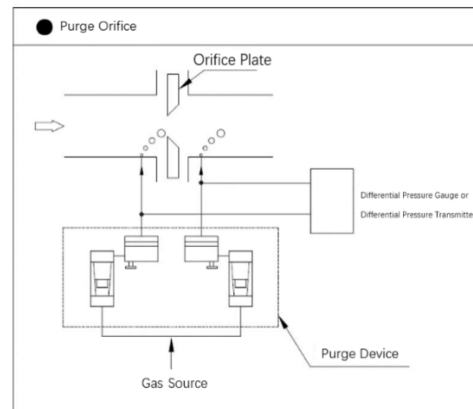 Purge Orifice
Orifice Plate
Differential Pressure Gauge or
Differential Pressure Transmitte
Purge Device
Gas Source